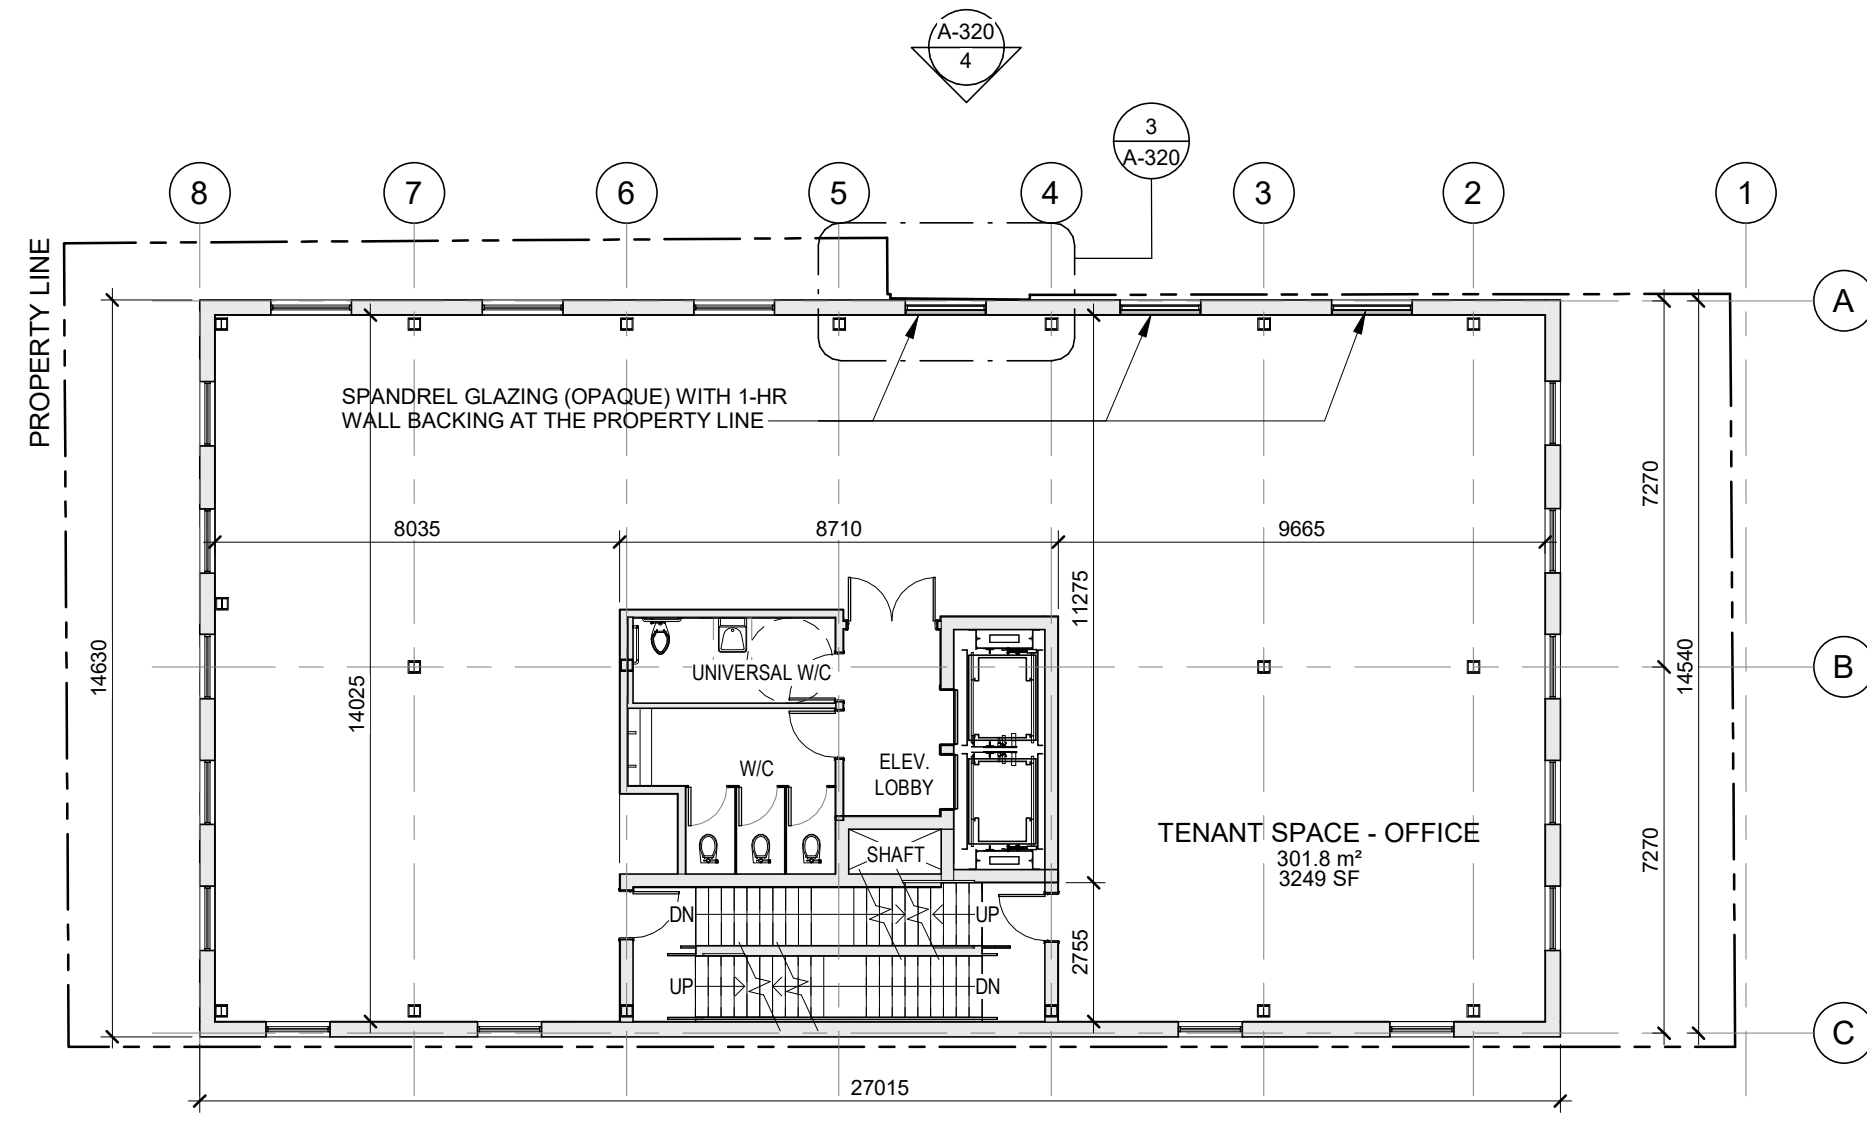 A-320
4
3
A-320
8
7
6
5
4
3
2
1
PROPERTY LINE
A
SPANDREL GLAZING (OPAQUE) WITH 1-HR
WALL BACKING AT THE PROPERTY LINE
7270
8035
8710
9665
11275
14630
14025
14540
UNIVERSAL W/C
B
W/C
ELEV.
LOBBY
TENANT SPACE - OFFICE
301.8 m²
3249 SF
SHAFT
7270
DN
UP
2755
UP
DN
C
27015